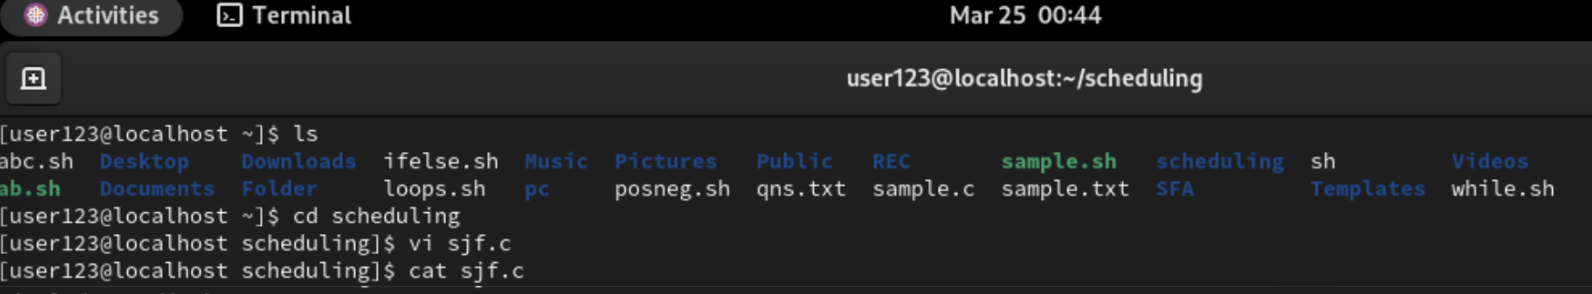 Activities Terminal Mar 25 00:44
user123@localhost:~/scheduling
[user123@localhost ~]$ ls
abc.sh Desktop Downloads ifelse.sh Music Pictures Public REC sample.sh scheduling sh Videos
ab.sh Documents Folder loops.sh pc posneg.sh qns.txt sample.c sample.txt SFA Templates while.sh
[user123@localhost ~]$ cd scheduling
[user123@localhost scheduling]$ vi sjf.c
[user123@localhost scheduling]$ cat sjf.c